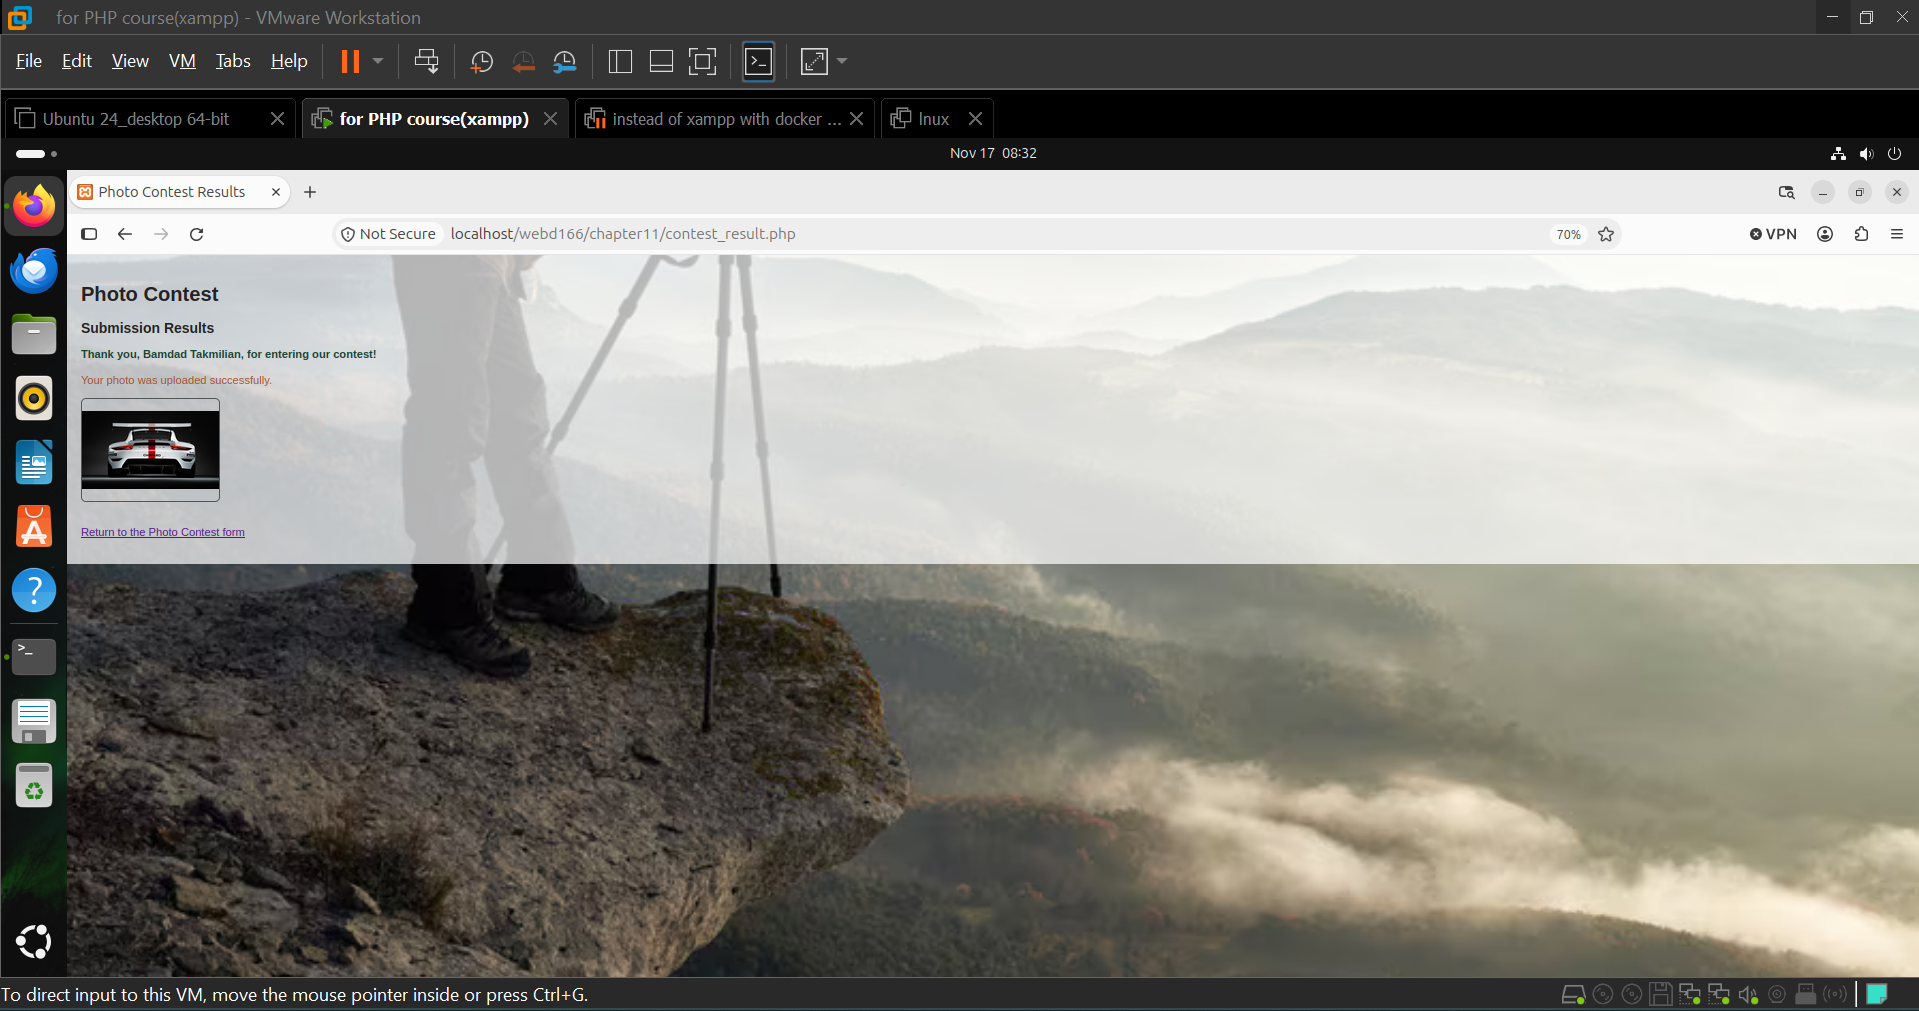 for PHP course(xampp) - VMware Workstation
File Edit View VM Tabs Help
Ubuntu 24_desktop 64-bit
for PHP course(xampp)
instead of xampp with docker ...
lnux
Nov 17 08:32
Photo Contest Results
Not Secure
localhost/webd166/chapter11/contest_result.php
70%
VPN
Photo Contest
Submission Results
Thank you, Bamdad Takmilian, for entering our contest!
Your photo was uploaded successfully.
Return to the Photo Contest form
To direct input to this VM, move the mouse pointer inside or press Ctrl+G.